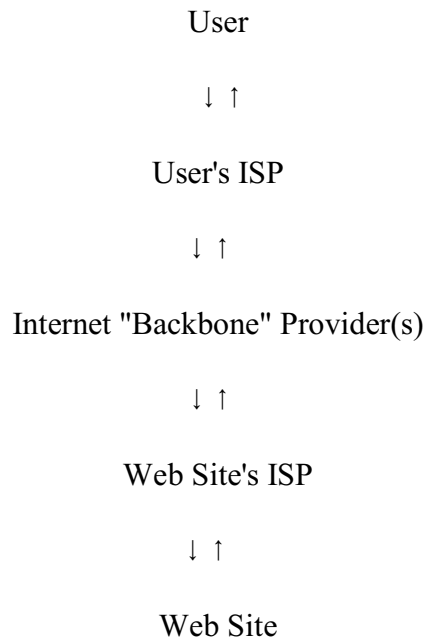 User
↓ ↑
User's ISP
↓ ↑
Internet "Backbone" Provider(s)
↓ ↑
Web Site's ISP
↓ ↑
Web Site